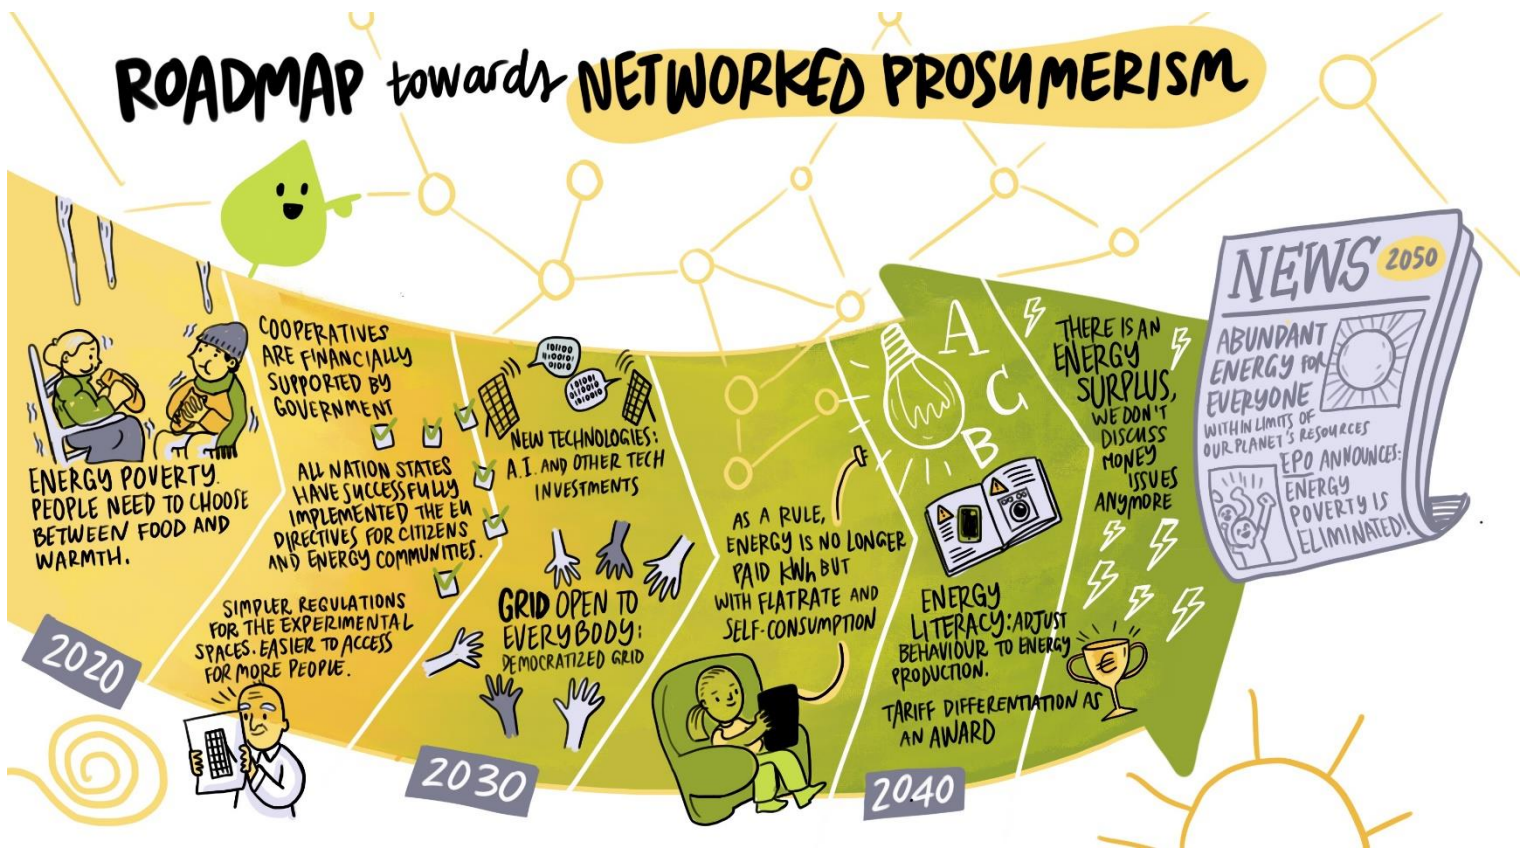 ROADMAP towards NETWORKED PROSUMERISM
ENERGY POVERTY.
PEOPLE NEED TO CHOOSE
BETWEEN FOOD AND
WARMTH.
2020
COOPERATIVES
ARE FINANCIALLY
SUPPORTED BY
GOVERNMENT
ALL NATION STATES
HAVE SUCCESSFULLY
IMPLEMENTED THE EU
DIRECTIVES FOR CITIZENS
AND ENERGY COMMUNITIES.
SIMPLER REGULATIONS
FOR THE EXPERIMENTAL
SPACES. EASIER TO ACCESS
FOR MORE PEOPLE.
2030
101100
1100101
01010
101001
0110010
1010010
NEW TECHNOLOGIES:
A.I. AND OTHER TECH
INVESTMENTS
GRID OPEN TO
EVERYBODY:
DEMOCRATIZED GRID
AS A RULE,
ENERGY IS NO LONGER
PAID kWh BUT
WITH FLATRATE AND
SELF-CONSUMPTION
2040
A
C
B
ENERGY
LITERACY: ADJUST
BEHAVIOUR TO ENERGY
PRODUCTION.
TARIFF DIFFERENTIATION AS
AN AWARD
€
THERE IS AN
ENERGY
SURPLUS,
WE DON'T
DISCUSS
MONEY
ISSUES
ANYMORE
NEWS 2050
ABUNDANT
ENERGY FOR
EVERYONE
WITHIN LIMITS OF
OUR PLANET'S RESOURCES
EPO ANNOUNCES:
ENERGY
POVERTY IS
ELIMINATED!